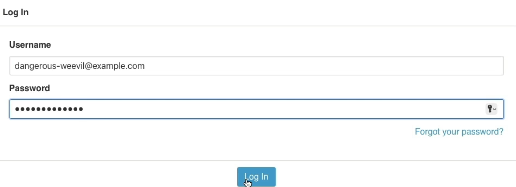 Log In
Username
dangerous-weevil@example.com
Password
•••••••••••••
Forgot your password?
Log In